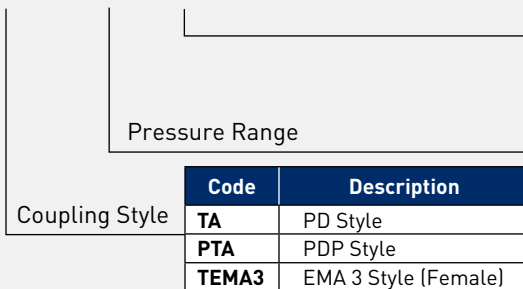 Pressure Range
Code Description
Coupling Style
TA PD Style
PTA PDP Style
TEMA3 EMA 3 Style (Female)